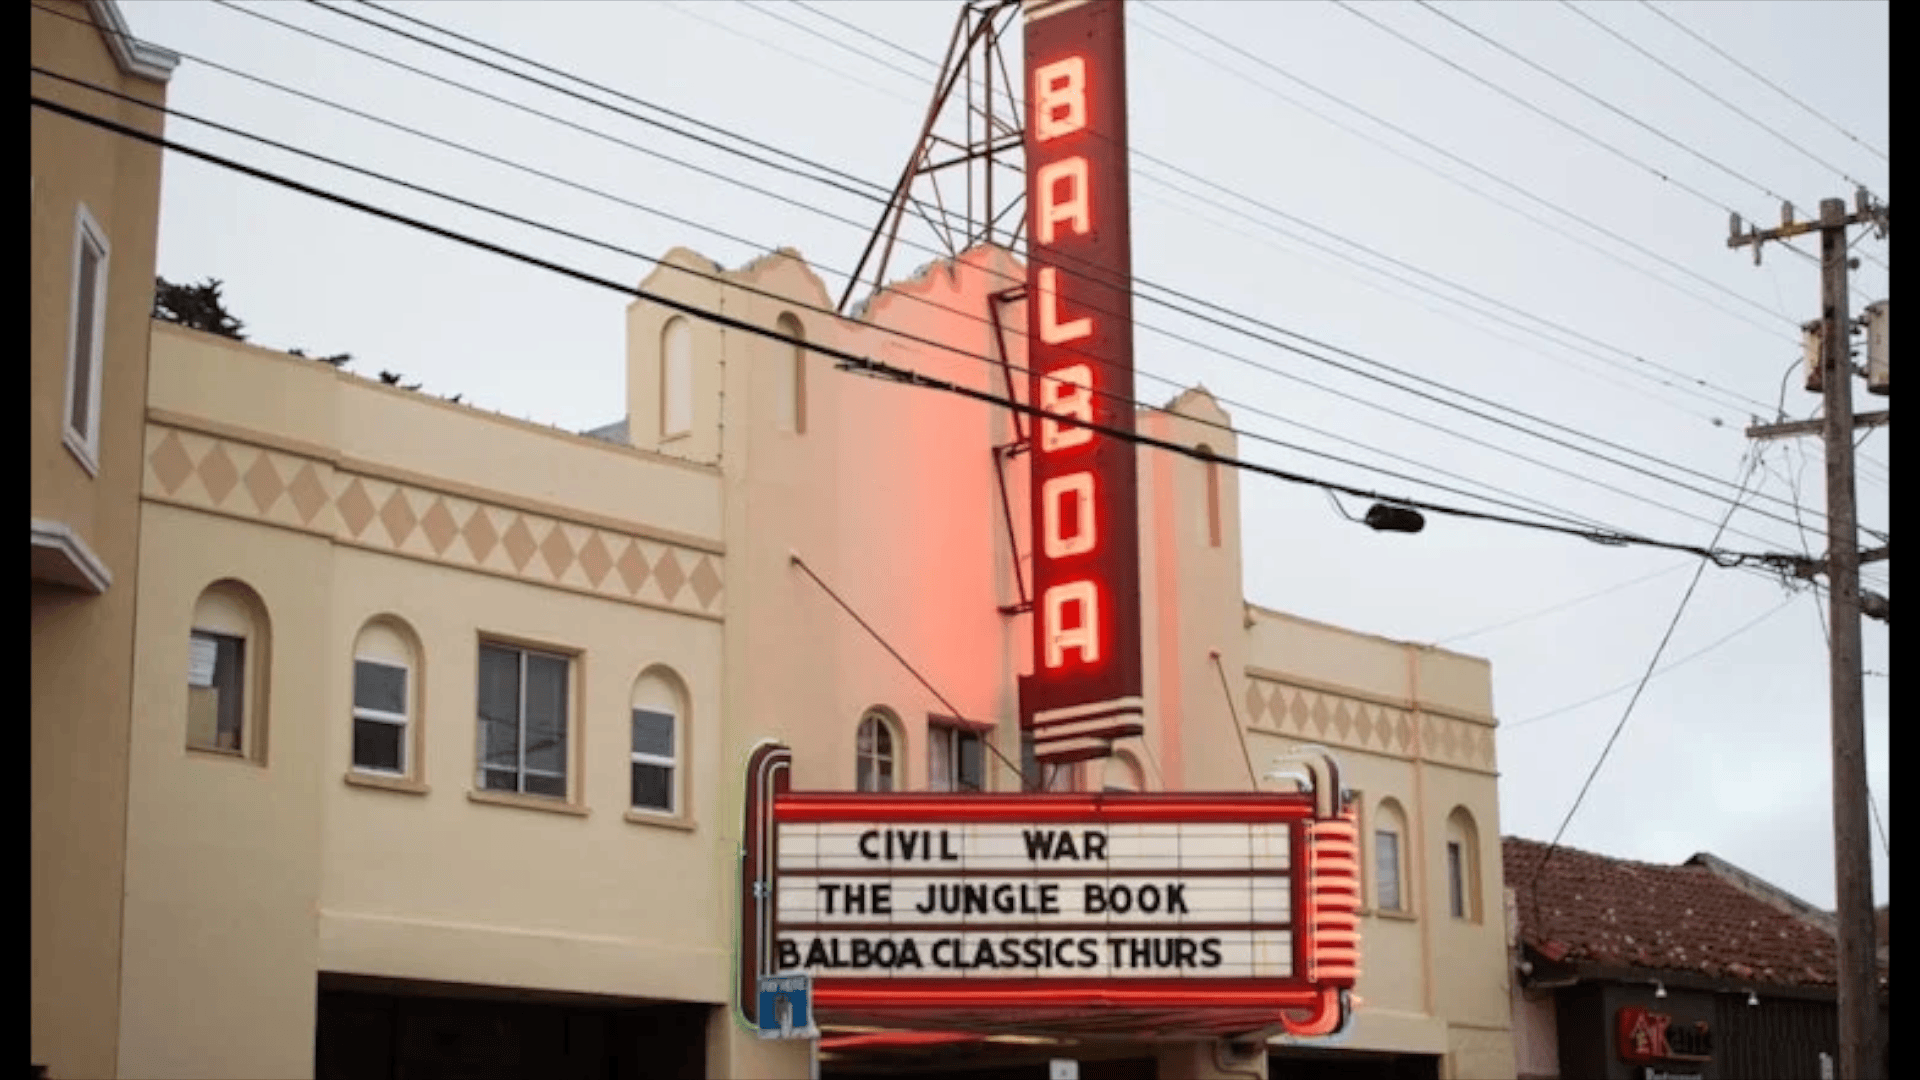 BALBOA
CIVIL WAR
THE JUNGLE BOOK
BALBOA CLASSICS THURS